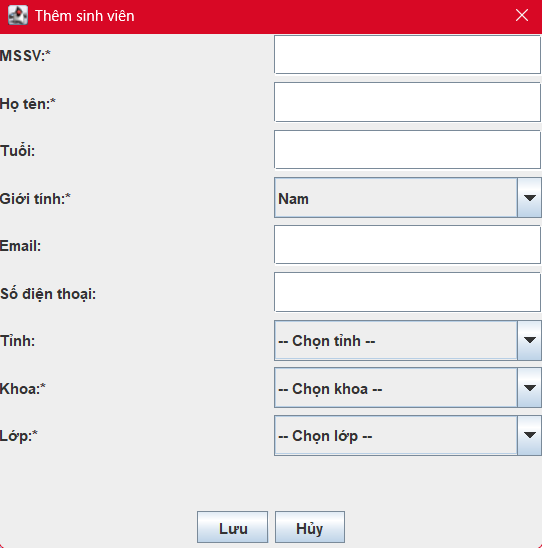 Thêm sinh viên
MSSV:*
Họ tên:*
Tuổi:
Giới tính:* Nam
Email:
Số điện thoại:
Tỉnh: -- Chọn tỉnh --
Khoa:* -- Chọn khoa --
Lớp:* -- Chọn lớp --
Lưu Hủy